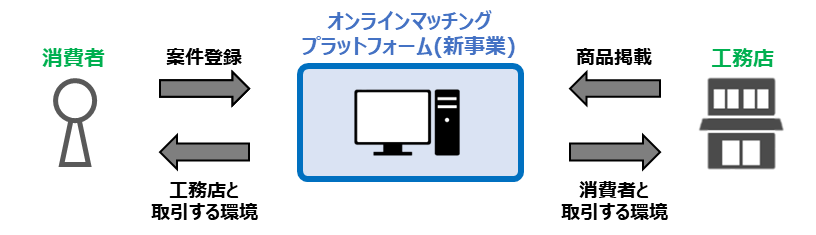 オンラインマッチング
プラットフォーム(新事業)
消費者
案件登録
商品掲載
工務店
工務店と
取引する環境
消費者と
取引する環境